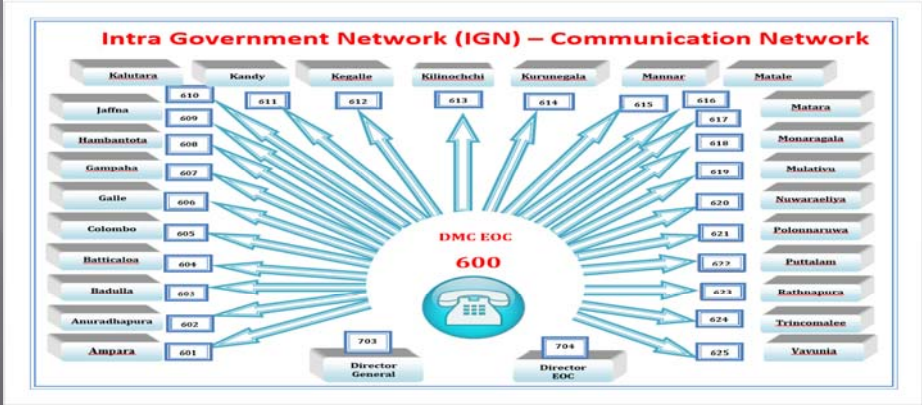 Intra Government Network (IGN) – Communication Network
Kalutara
Kandy
Kegalle
Kilinochchi
Kurunegala
Mannar
Matale
610
611
612
613
614
615
616
Jaffna
609
617
Matara
Hambantota
608
618
Monaragala
Gampaha
607
619
Mulativu
Galle
606
620
Nuwaraeliya
Colombo
605
621
Polonnaruwa
DMC EOC
600
Batticaloa
604
622
Puttalam
Badulla
603
623
Rathnapura
Anuradhapura
602
624
Trincomalee
Ampara
601
625
Vavunia
703
Director
General
704
Director
EOC